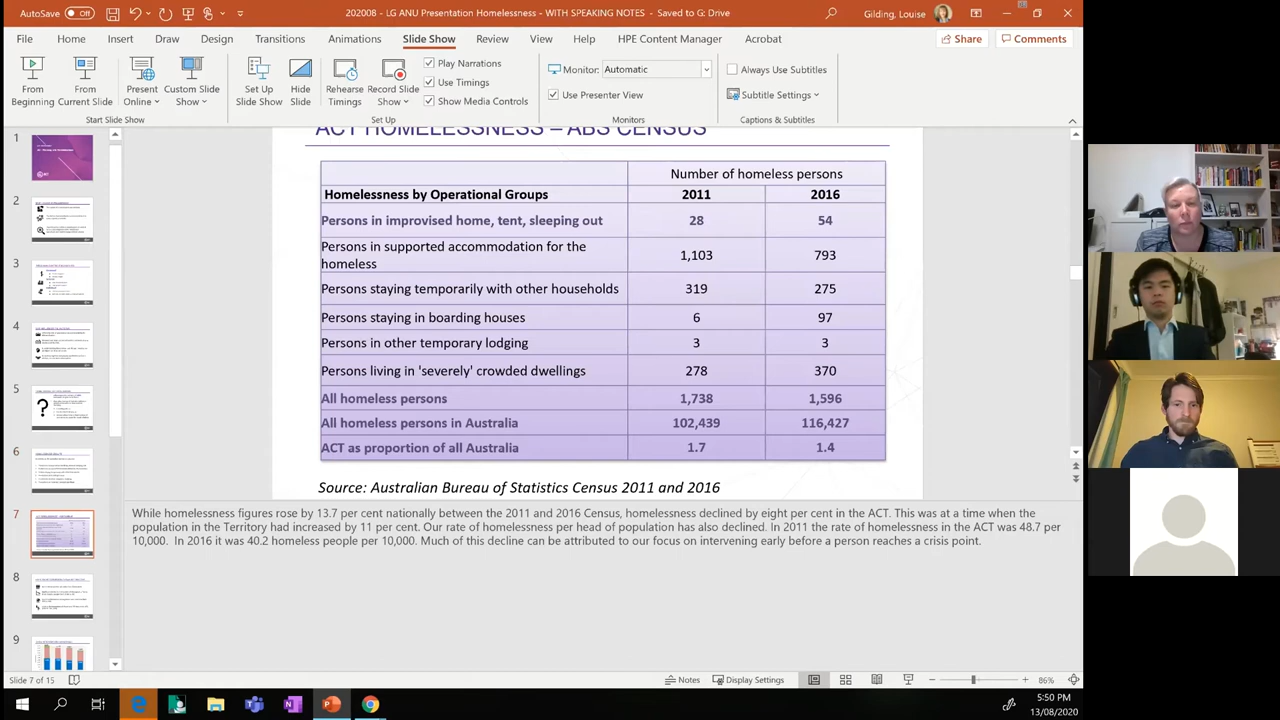 AutoSave Off
202008 - LG ANU Presentation Homelessness - WITH SPEAKING NOTES - Saved to G: Drive
Gilding, Louise
File Home Insert Draw Design Transitions Animations Slide Show Review View Help HPE Content Manager Acrobat
Share Comments
From Beginning
From Current Slide
Present Online
Custom Slide Show
Start Slide Show
Set Up Slide Show
Hide Slide
Rehearse Timings
Record Slide Show
Play Narrations
Use Timings
Show Media Controls
Set Up
Monitor: Automatic
Use Presenter View
Monitors
Always Use Subtitles
Subtitle Settings
Captions & Subtitles
1
2
3
4
5
6
7
8
9
ACT HOMELESSNESS – ABS CENSUS
Number of homeless persons
Homelessness by Operational Groups 2011 2016
Persons in improvised home, tent, sleeping out 28 54
Persons in supported accommodation for the
homeless 1,103 793
Persons staying temporarily with other households 319 275
Persons staying in boarding houses 6 97
Persons in other temporary lodging 3 3
Persons living in 'severely' crowded dwellings 278 370
All homeless persons 1,738 1,596
All homeless persons in Australia 102,439 116,427
ACT as proportion of all Australia 1.7 1.4
Source: Australian Bureau of Statistics Census 2011 and 2016
While homelessness figures rose by 13.7 per cent nationally between the 2011 and 2016 Census, homelessness declined per cent in the ACT. This was at a time when the
population in the Territory had increased by 11 per cent. Our rate of homelessness per head of population has also 2011 the rate of homelessness in the ACT was 48.7 per
10,000. In 2016 it was 40.2 homeless people per 10,000. Much of this decline can be attributed to our focus on intervening early before a person reaches a crisis point.
Slide 7 of 15
Notes Display Settings 86%
5:50 PM
13/08/2020